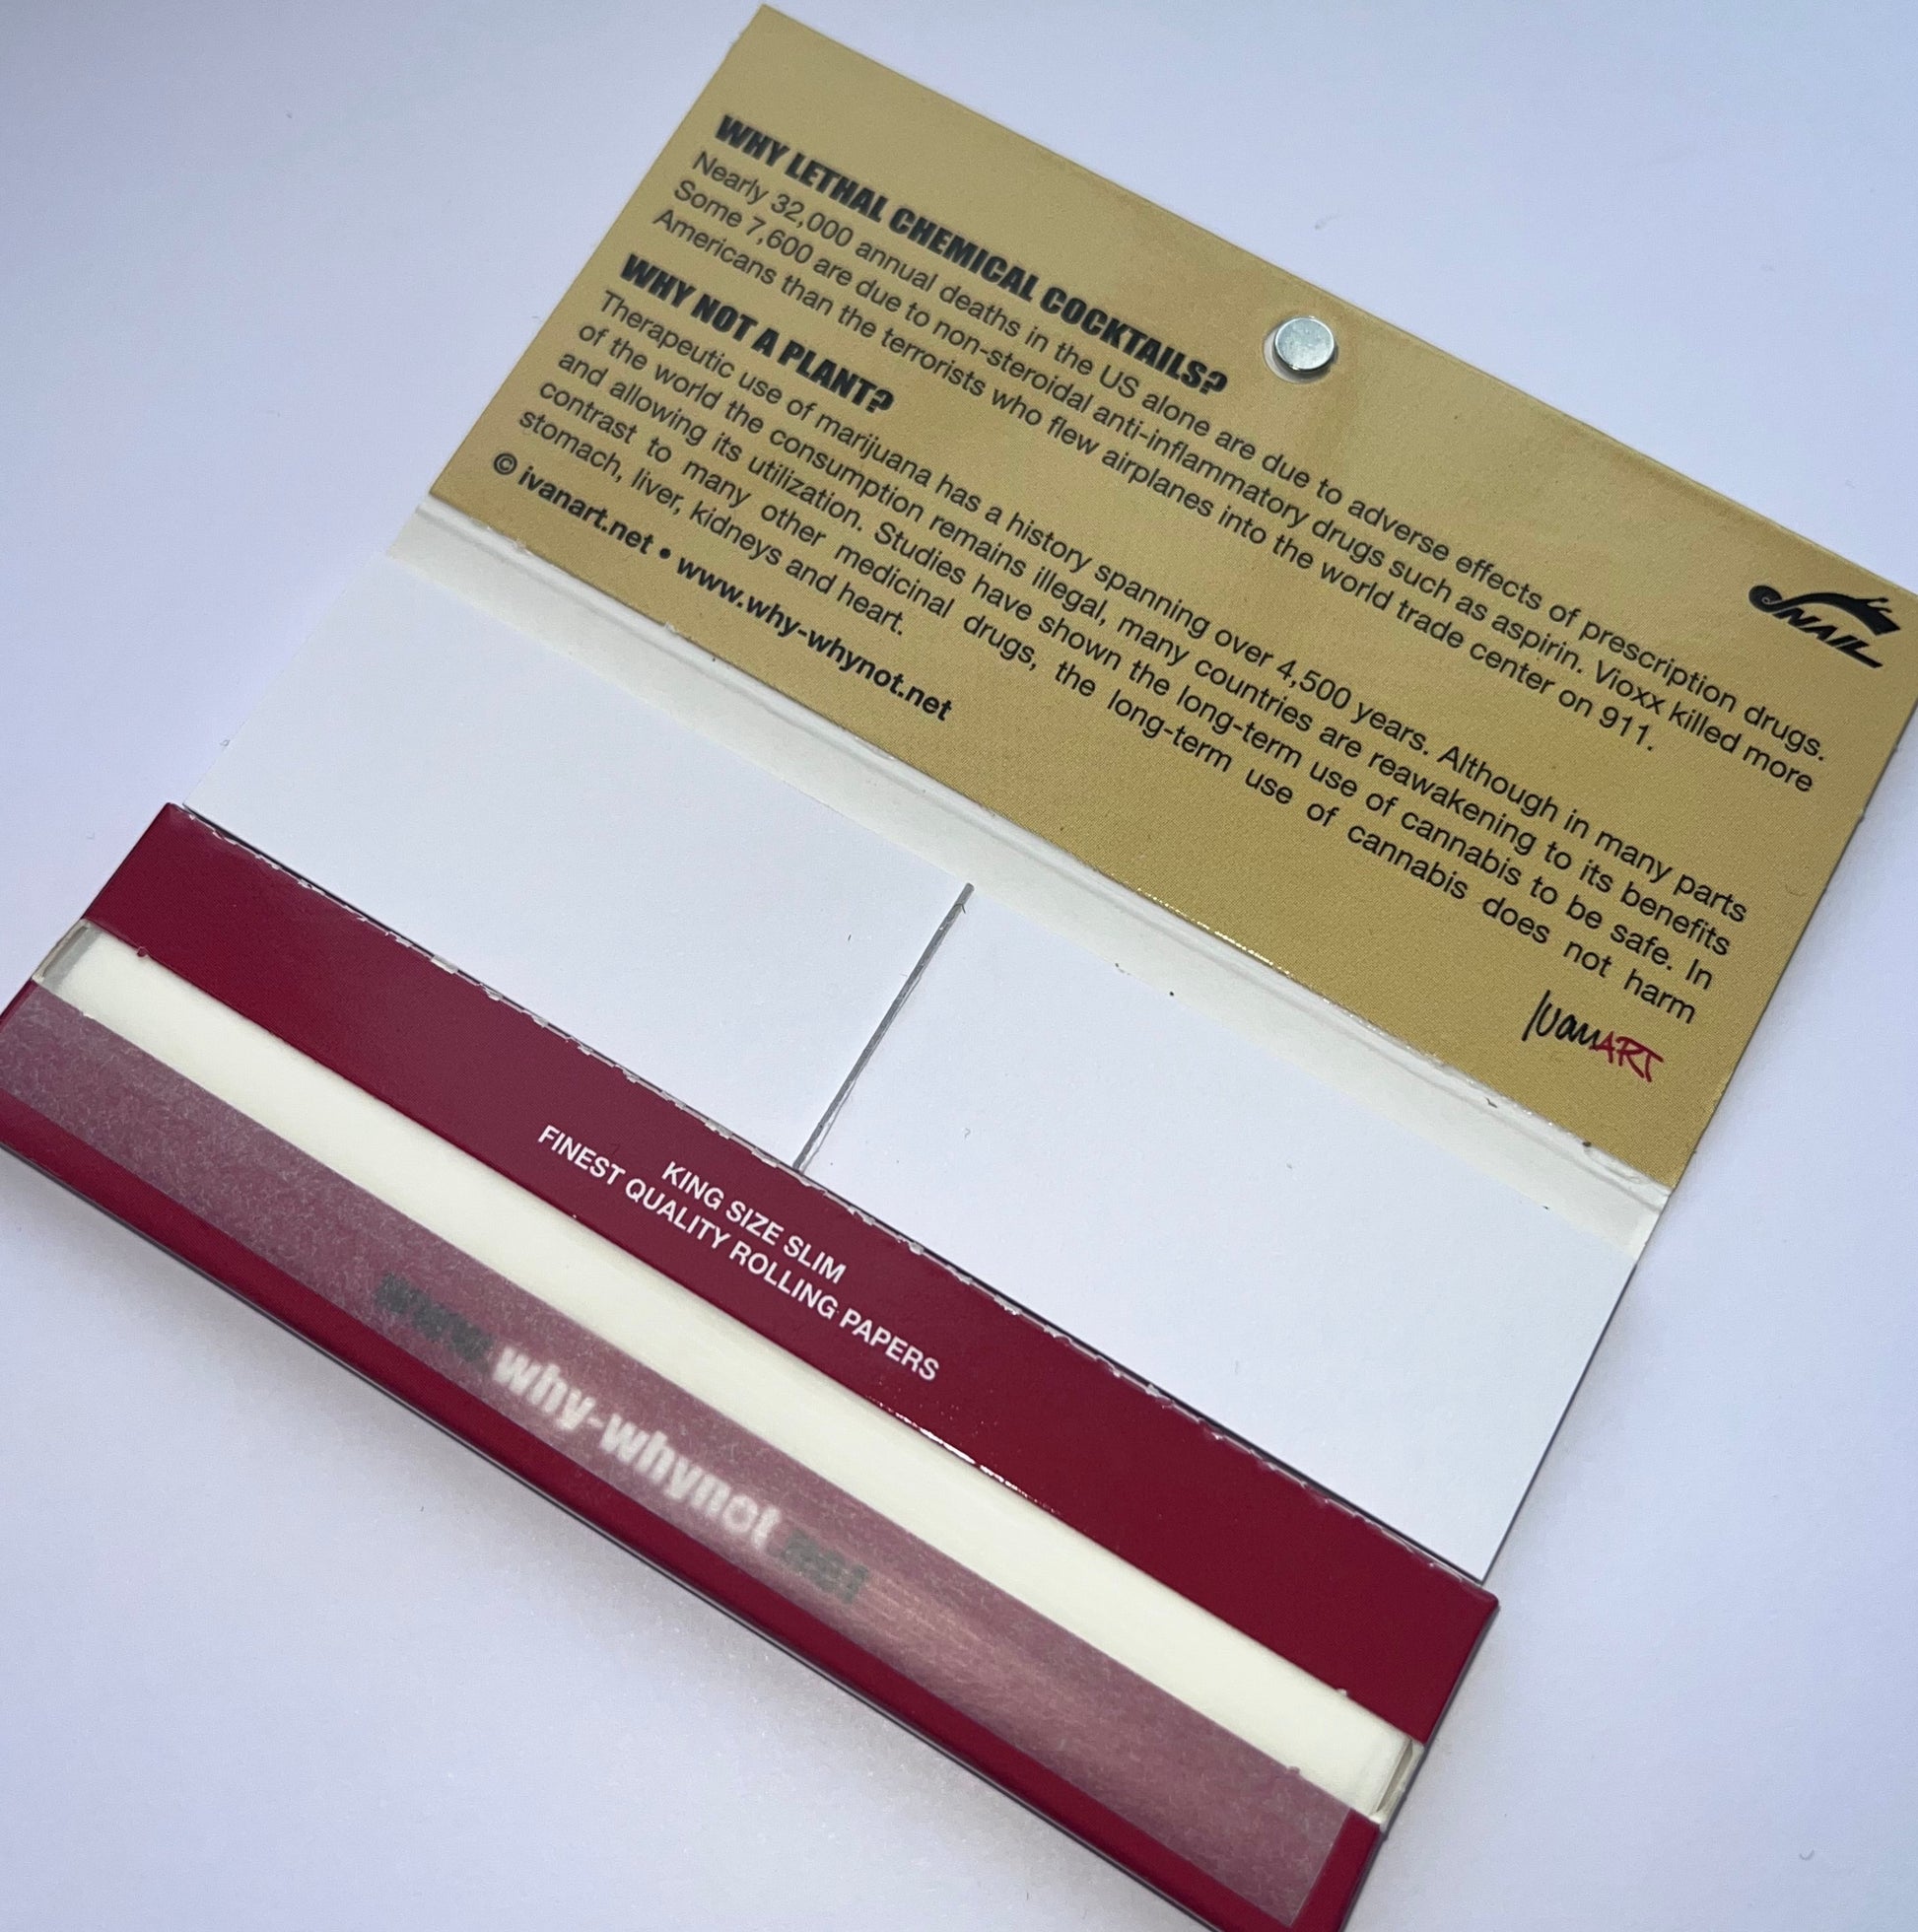 SNAIL
WHY LETHAL CHEMICAL COCKTAILS?
Nearly 32,000 annual deaths in the US alone are due to adverse effects of prescription drugs.
Some 7,600 are due to non-steroidal anti-inflammatory drugs such as aspirin. Vioxx killed more
Americans than the terrorists who flew airplanes into the world trade center on 911.
WHY NOT A PLANT?
Therapeutic use of marijuana has a history spanning over 4,500 years. Although in many parts
of the world the consumption remains illegal, many countries are reawakening to its benefits
and allowing its utilization. Studies have shown the long-term use of cannabis to be safe. In
contrast to many other medicinal drugs, the long-term use of cannabis does not harm
stomach, liver, kidneys and heart.
© ivanart.net • www.why-whynot.net
IvanART
KING SIZE SLIM
FINEST QUALITY ROLLING PAPERS
www.why-whynot.net